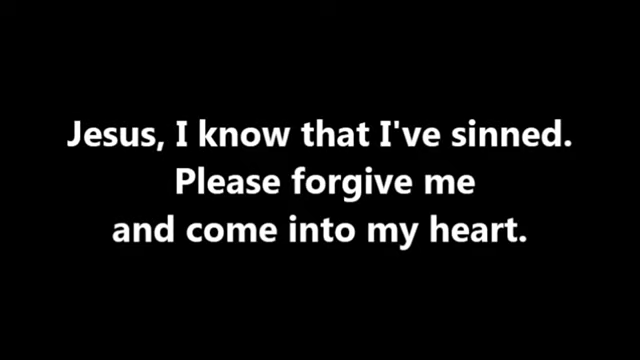 Jesus, I know that I've sinned.
Please forgive me
and come into my heart.